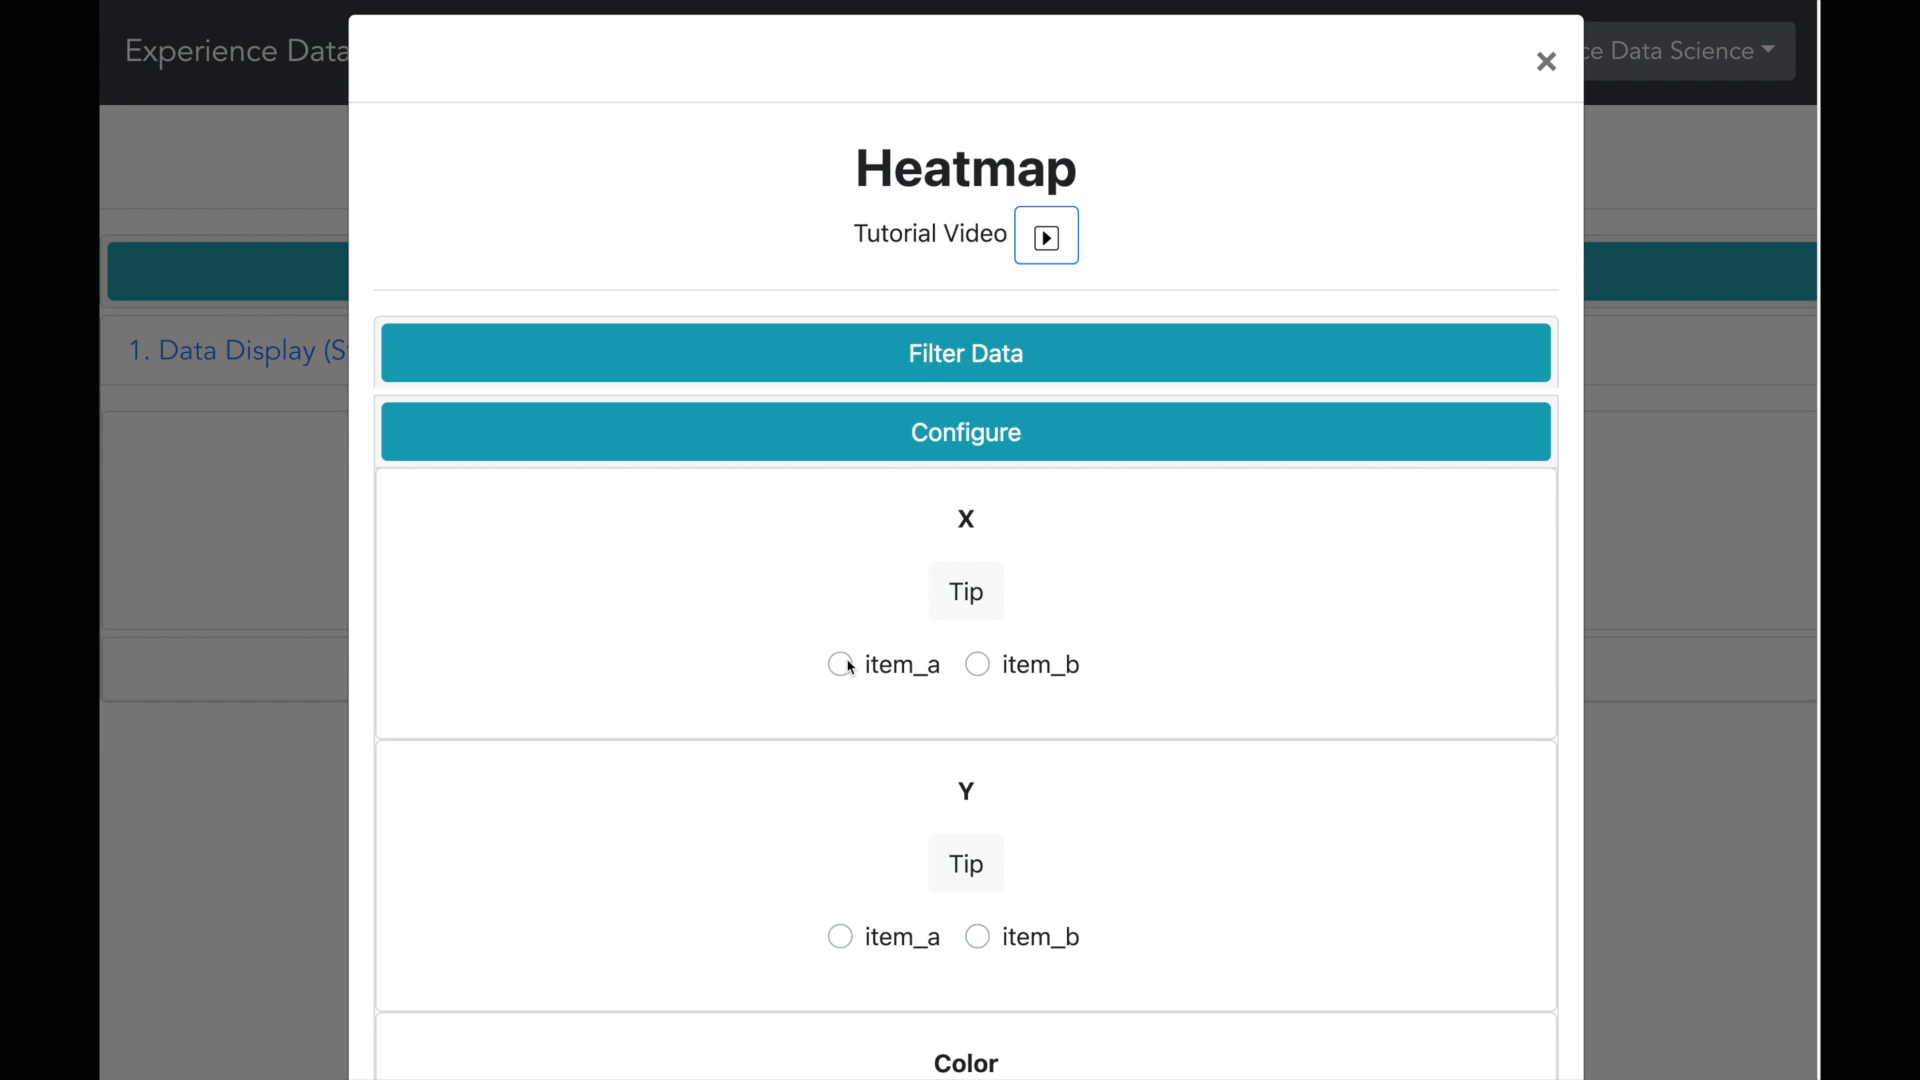 Experience Data
ce Data Science
×
Heatmap
Tutorial Video
Filter Data
1. Data Display (S
Configure
X
Tip
item_a item_b
Y
Tip
item_a item_b
Color